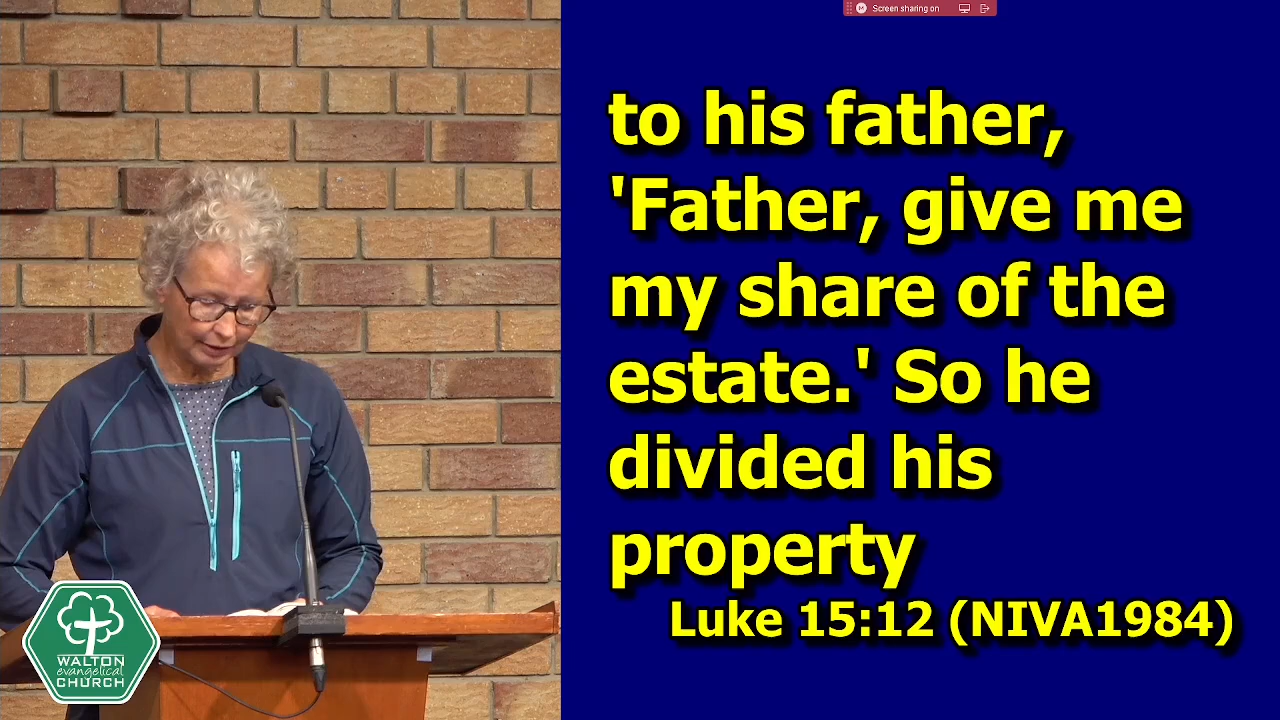 Screen sharing on
to his father,
'Father, give me
my share of the
estate.' So he
divided his
property
Luke 15:12 (NIVA1984)
WALTON
evangelical
CHURCH